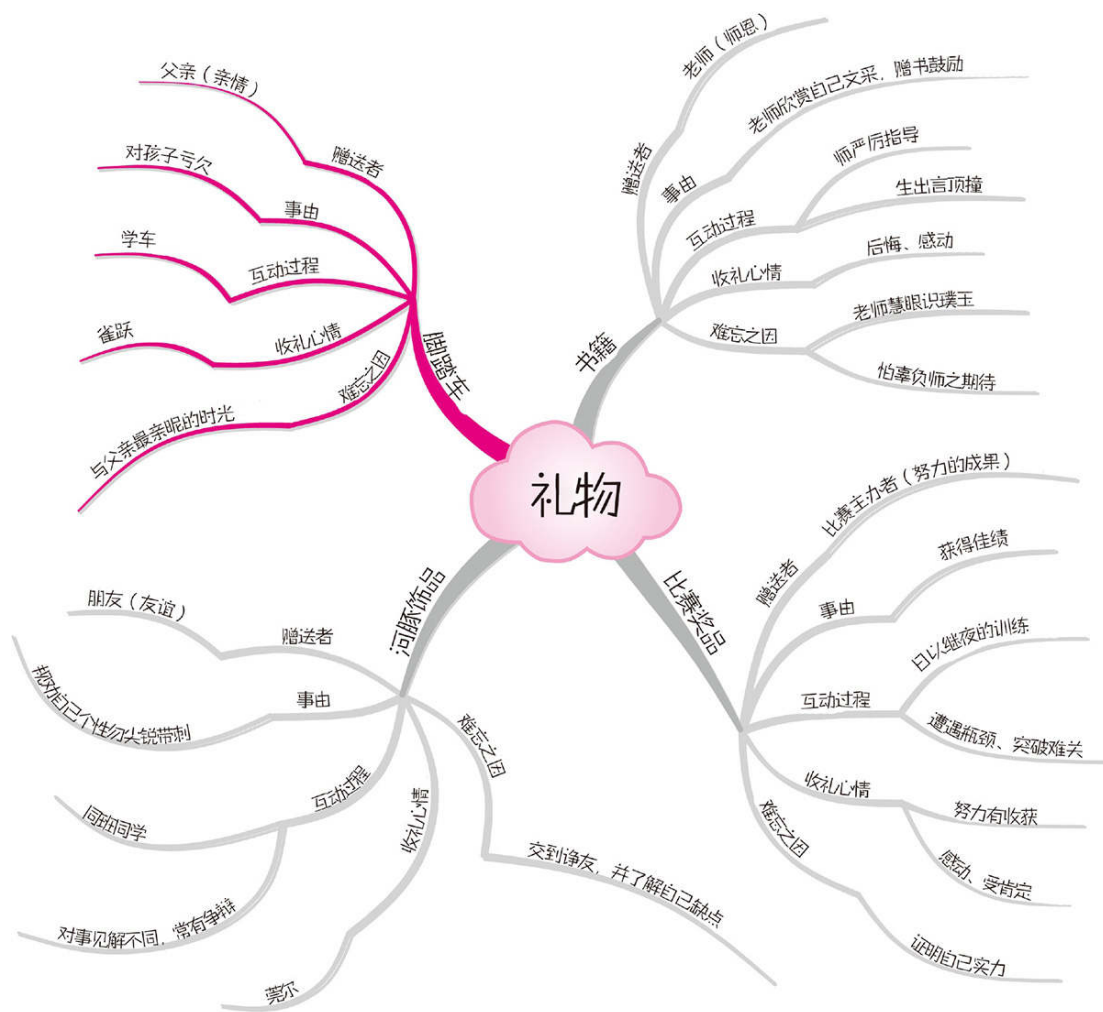 礼物
脚踏车
赠送者
父亲（亲情）
事由
对孩子亏欠
互动过程
学车
收礼心情
雀跃
难忘之因
与父亲最亲昵的时光
书籍
赠送者
老师（师恩）
事由
老师欣赏自己文采，赠书鼓励
互动过程
师严厉指导
生出言顶撞
收礼心情
后悔、感动
难忘之因
老师慧眼识璞玉
怕辜负师之期待
比赛奖品
赠送者
比赛主办者（努力的成果）
事由
获得佳绩
互动过程
日以继夜的训练
遭遇瓶颈、突破难关
收礼心情
努力有收获
感动、受肯定
难忘之因
证明自己实力
河豚饰品
赠送者
朋友（友谊）
事由
规劝自己个性勿尖锐带刺
互动过程
同班同学
对事见解不同，常有争辩
收礼心情
莞尔
难忘之因
交到诤友，并了解自己缺点